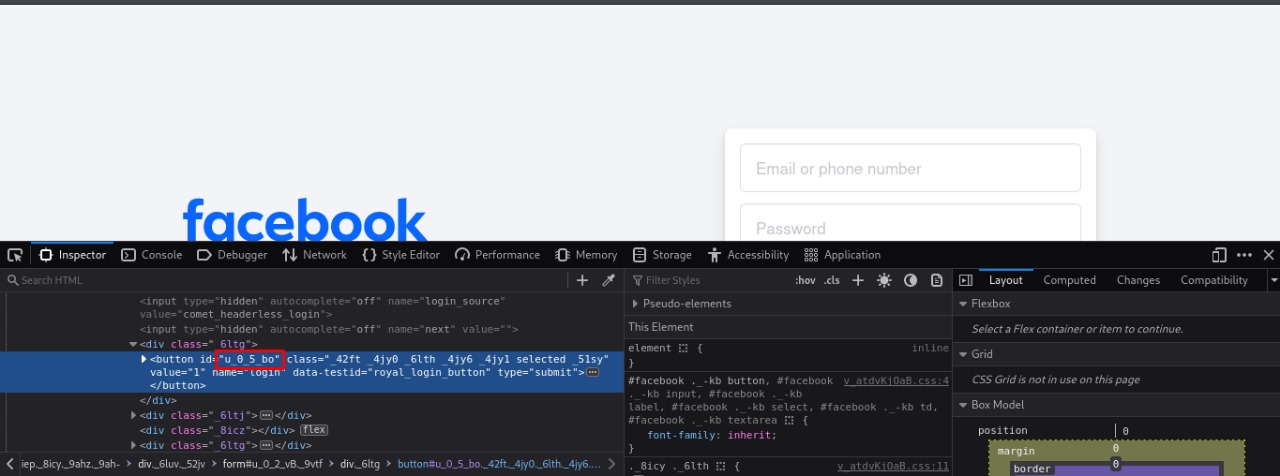 Email or phone number
facebook
Password
Inspector Console Debugger Network Style Editor Performance Memory Storage Accessibility Application
Search HTML
<input type="hidden" autocomplete="off" name="login_source"
value="comet_headerless_login">
<input type="hidden" autocomplete="off" name="next" value="">
<div class="_6ltg">
<button id="u_0_5_bo" class="_42ft _4jy0 _6lth _4jy6 _4jy1 selected _51sy"
value="1" name="login" data-testid="royal_login_button" type="submit">
</button>
</div>
<div class="_6ltj"></div>
<div class="_8icz"></div> flex
<div class="_6ltg"></div>
iep._8icy._9ahz._9ah- div._6luv._52jv form#u_0_2_vB._9vtf div._6ltg button#u_0_5_bo._42ft._4jy0._6lth._4jy6....
Filter Styles :hov .cls
Pseudo-elements
This Element
element { inline
}
#facebook ._-kb button, #facebook v_atdvKjOaB.css:4
._-kb input, #facebook ._-kb
label, #facebook ._-kb select, #facebook ._-kb td,
#facebook ._-kb textarea {
font-family: inherit;
}
._8icy ._6lth { v_atdvKjOaB.css:11
Layout Computed Changes Compatibility
Flexbox
Select a Flex container or item to continue.
Grid
CSS Grid is not in use on this page
Box Model
position 0
margin 0
border 0